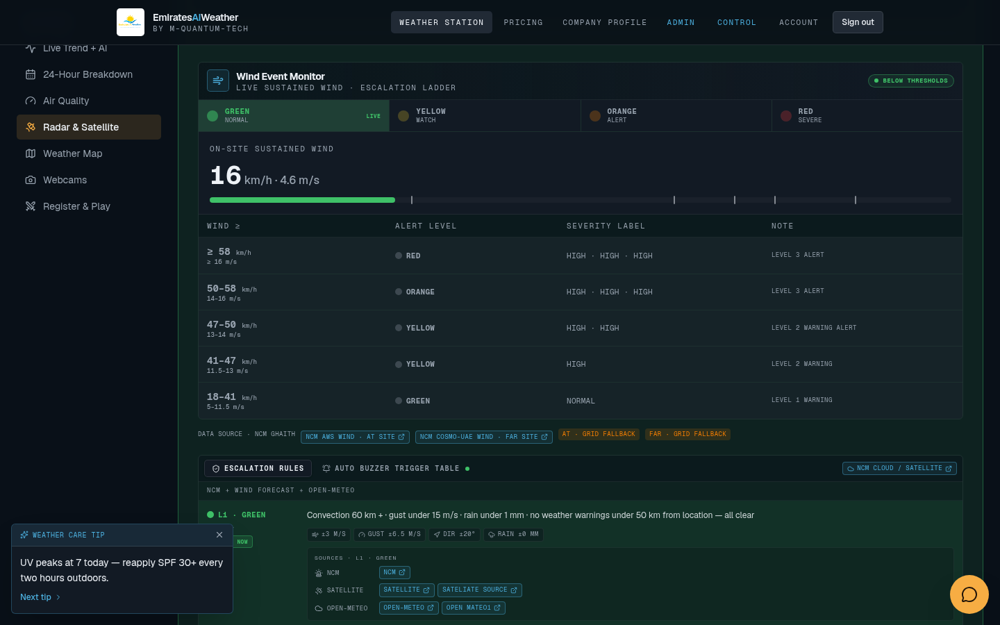 EmiratesAIWeather
BY M-QUANTUM-TECH
WEATHER STATION
PRICING
COMPANY PROFILE
ADMIN
CONTROL
ACCOUNT
Sign out
Live Trend + AI
24-Hour Breakdown
Air Quality
Radar & Satellite
Weather Map
Webcams
Register & Play
Wind Event Monitor
LIVE SUSTAINED WIND · ESCALATION LADDER
BELOW THRESHOLDS
GREEN
NORMAL
LIVE
YELLOW
WATCH
ORANGE
ALERT
RED
SEVERE
ON-SITE SUSTAINED WIND
16 km/h · 4.6 m/s
WIND ≥ ALERT LEVEL SEVERITY LABEL NOTE
≥ 58 km/h
≥ 16 m/s
RED
HIGH · HIGH · HIGH
LEVEL 3 ALERT
50–58 km/h
14–16 m/s
ORANGE
HIGH · HIGH · HIGH
LEVEL 3 ALERT
47–50 km/h
13–14 m/s
YELLOW
HIGH · HIGH
LEVEL 2 WARNING ALERT
41–47 km/h
11.5–13 m/s
YELLOW
HIGH
LEVEL 2 WARNING
18–41 km/h
5–11.5 m/s
GREEN
NORMAL
LEVEL 1 WARNING
DATA SOURCE · NCM GHAITH
NCM AWS WIND · AT SITE
NCM COSMO-UAE WIND · FAR SITE
AT · GRID FALLBACK
FAR · GRID FALLBACK
ESCALATION RULES
AUTO BUZZER TRIGGER TABLE
NCM CLOUD / SATELLITE
NCM + WIND FORECAST + OPEN-METEO
L1 · GREEN
NOW
Convection 60 km + · gust under 15 m/s · rain under 1 mm · no weather warnings under 50 km from location — all clear
±3 M/S
GUST ±6.5 M/S
DIR ±20°
RAIN ±0 MM
SOURCES · L1 · GREEN
NCM
NCM
SATELLITE
SATELLITE
SATELIATE SOURCE
OPEN-METEO
OPEN-METEO
OPEN MATEO1
WEATHER CARE TIP
UV peaks at 7 today — reapply SPF 30+ every
two hours outdoors.
Next tip